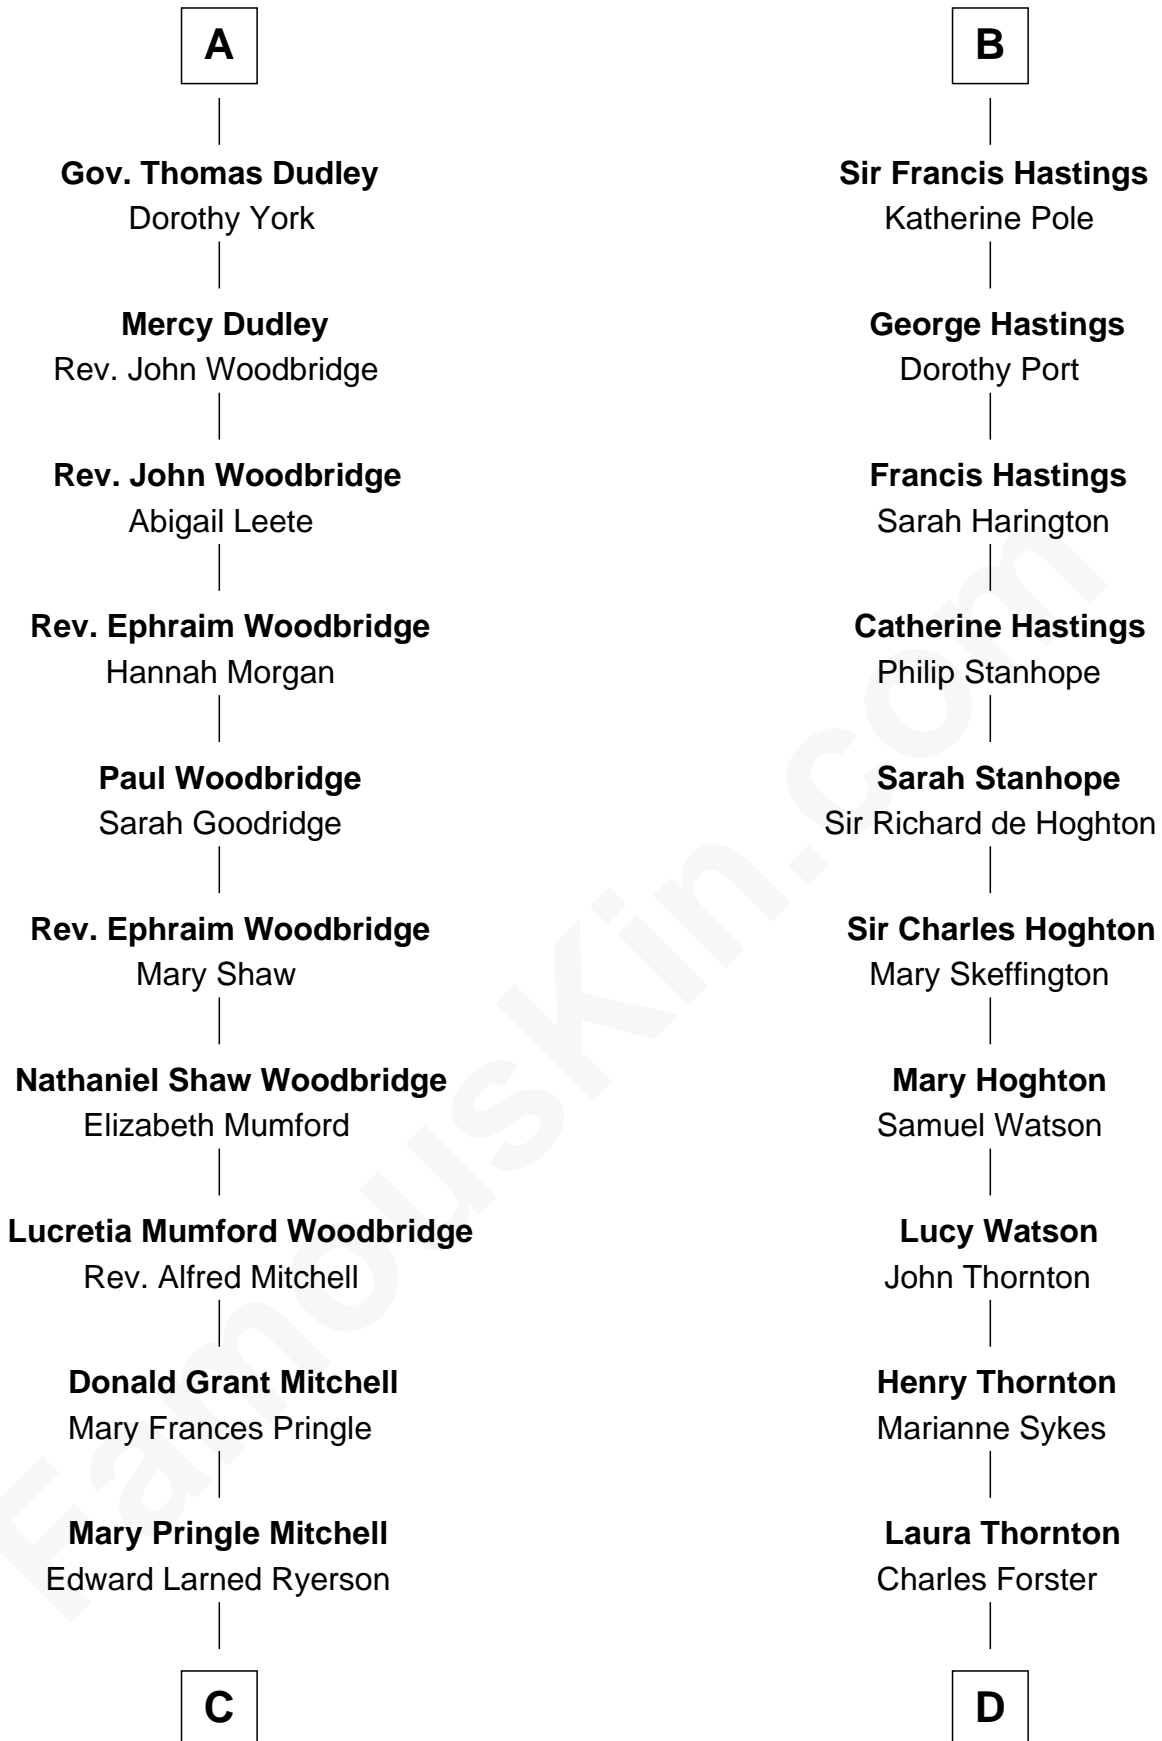 A
Gov. Thomas Dudley
Dorothy York
Mercy Dudley
Rev. John Woodbridge
Rev. John Woodbridge
Abigail Leete
Rev. Ephraim Woodbridge
Hannah Morgan
Paul Woodbridge
Sarah Goodridge
Rev. Ephraim Woodbridge
Mary Shaw
Nathaniel Shaw Woodbridge
Elizabeth Mumford
Lucretia Mumford Woodbridge
Rev. Alfred Mitchell
Donald Grant Mitchell
Mary Frances Pringle
Mary Pringle Mitchell
Edward Larned Ryerson
C
B
Sir Francis Hastings
Katherine Pole
George Hastings
Dorothy Port
Francis Hastings
Sarah Harington
Catherine Hastings
Philip Stanhope
Sarah Stanhope
Sir Richard de Hoghton
Sir Charles Hoghton
Mary Skeffington
Mary Hoghton
Samuel Watson
Lucy Watson
John Thornton
Henry Thornton
Marianne Sykes
Laura Thornton
Charles Forster
D
FamousKin.com